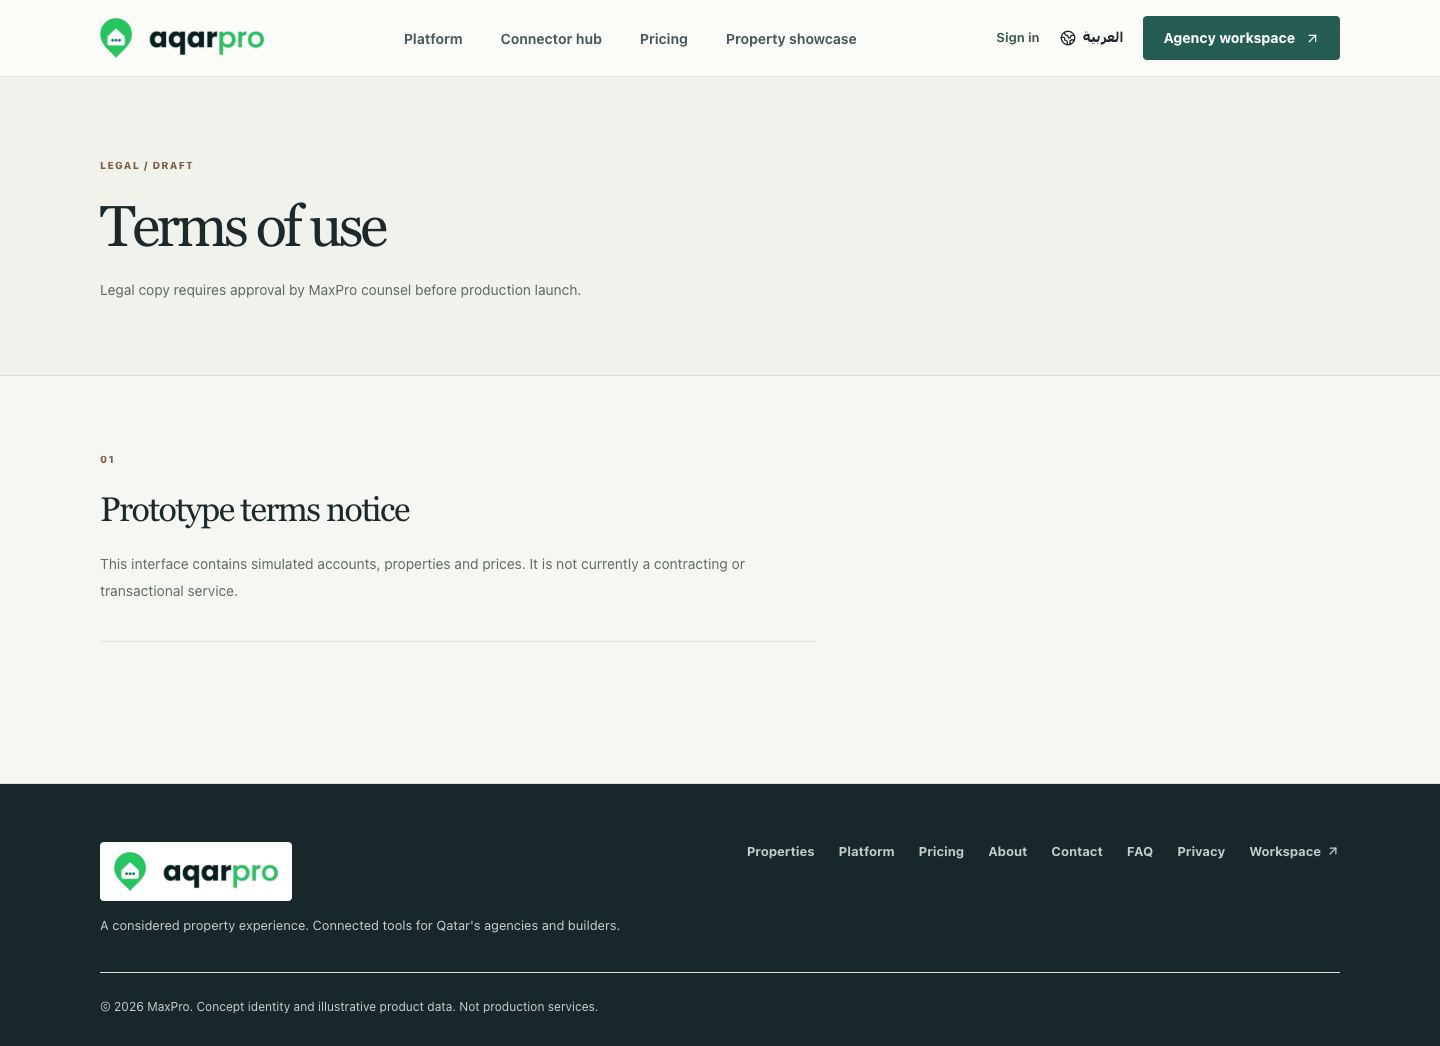 aqarpro
Platform
Connector hub
Pricing
Property showcase
Sign in
العربية
Agency workspace
LEGAL / DRAFT
Terms of use
Legal copy requires approval by MaxPro counsel before production launch.
01
Prototype terms notice
This interface contains simulated accounts, properties and prices. It is not currently a contracting or
transactional service.
aqarpro
Properties
Platform
Pricing
About
Contact
FAQ
Privacy
Workspace
A considered property experience. Connected tools for Qatar's agencies and builders.
© 2026 MaxPro. Concept identity and illustrative product data. Not production services.